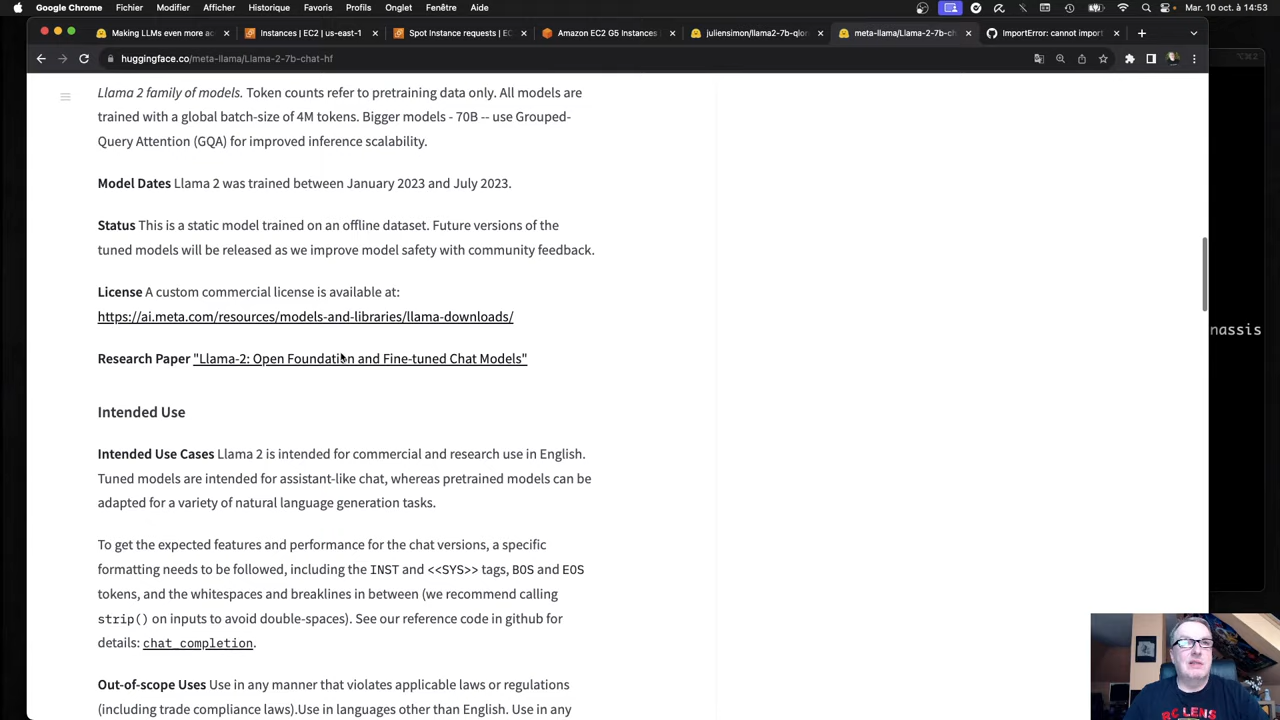 Google Chrome Fichier Modifier Afficher Historique Favoris Profils Onglet Fenêtre Aide Mar. 10 oct. à 14:53
Making LLMs even more ac Instances | EC2 | us-east-1 Spot Instance requests | EC Amazon EC2 G5 Instances juliensimon/llama2-7b-qlor meta-llama/Llama-2-7b-ch ImportError: cannot import
huggingface.co/meta-llama/Llama-2-7b-chat-hf
Llama 2 family of models. Token counts refer to pretraining data only. All models are
trained with a global batch-size of 4M tokens. Bigger models - 70B -- use Grouped-
Query Attention (GQA) for improved inference scalability.
Model Dates Llama 2 was trained between January 2023 and July 2023.
Status This is a static model trained on an offline dataset. Future versions of the
tuned models will be released as we improve model safety with community feedback.
License A custom commercial license is available at:
https://ai.meta.com/resources/models-and-libraries/llama-downloads/
nassis
Research Paper "Llama-2: Open Foundation and Fine-tuned Chat Models"
Intended Use
Intended Use Cases Llama 2 is intended for commercial and research use in English.
Tuned models are intended for assistant-like chat, whereas pretrained models can be
adapted for a variety of natural language generation tasks.
To get the expected features and performance for the chat versions, a specific
formatting needs to be followed, including the INST and <<SYS>> tags, BOS and EOS
tokens, and the whitespaces and breaklines in between (we recommend calling
strip() on inputs to avoid double-spaces). See our reference code in github for
details: chat_completion.
Out-of-scope Uses Use in any manner that violates applicable laws or regulations
(including trade compliance laws).Use in languages other than English. Use in any
RC LENS